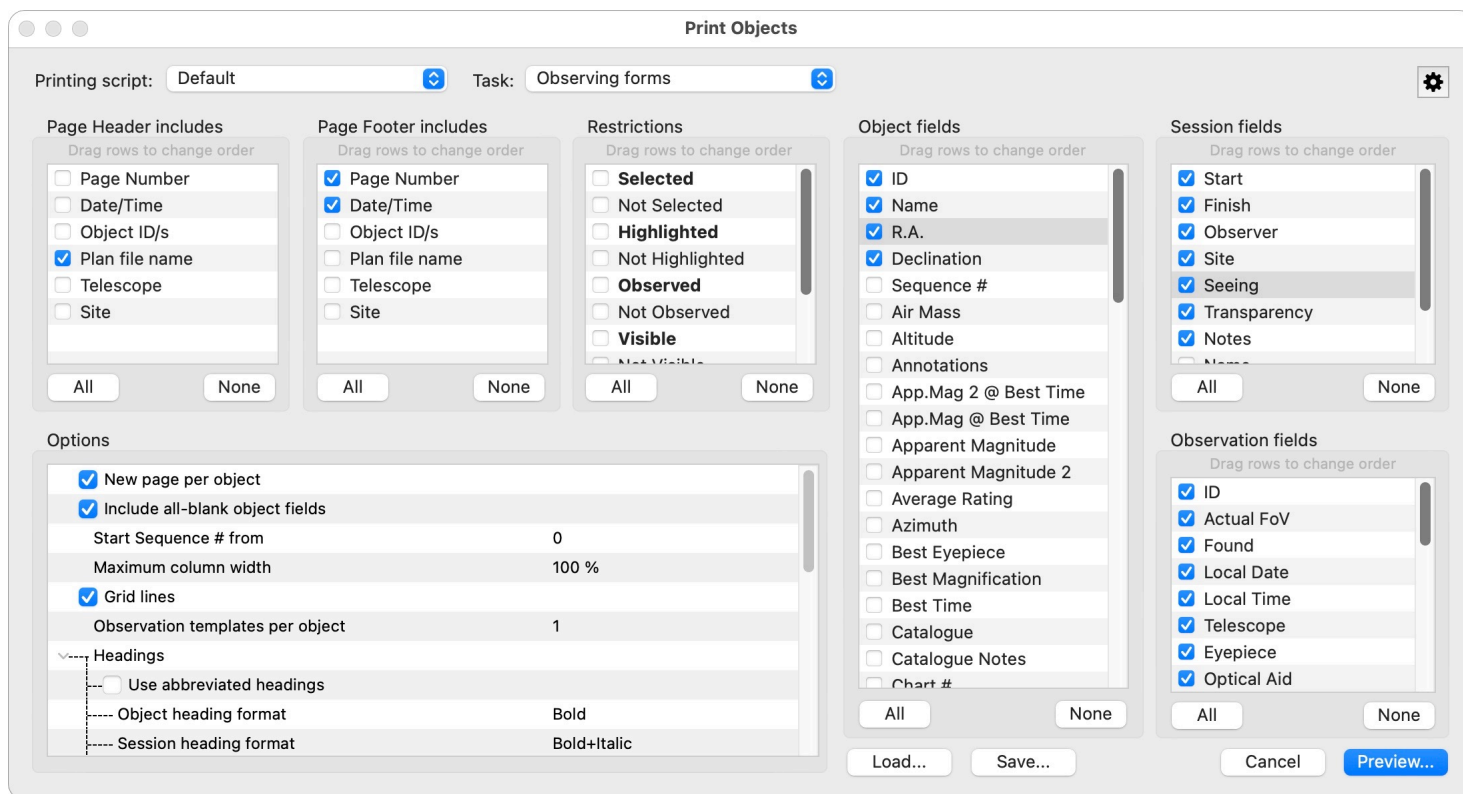 Print Objects
Printing script: Default Task: Observing forms
Page Header includes
Drag rows to change order
Page Number
Date/Time
Object ID/s
Plan file name
Telescope
Site
All None
Page Footer includes
Drag rows to change order
Page Number
Date/Time
Object ID/s
Plan file name
Telescope
Site
All None
Restrictions
Drag rows to change order
Selected
Not Selected
Highlighted
Not Highlighted
Observed
Not Observed
Visible
Not Visible
All None
Options
New page per object
Include all-blank object fields
Start Sequence # from 0
Maximum column width 100 %
Grid lines
Observation templates per object 1
Headings
Use abbreviated headings
Object heading format Bold
Session heading format Bold+Italic
Object fields
Drag rows to change order
ID
Name
R.A.
Declination
Sequence #
Air Mass
Altitude
Annotations
App.Mag 2 @ Best Time
App.Mag @ Best Time
Apparent Magnitude
Apparent Magnitude 2
Average Rating
Azimuth
Best Eyepiece
Best Magnification
Best Time
Catalogue
Catalogue Notes
Chart #
All None
Session fields
Drag rows to change order
Start
Finish
Observer
Site
Seeing
Transparency
Notes
Name
All None
Observation fields
Drag rows to change order
ID
Actual FoV
Found
Local Date
Local Time
Telescope
Eyepiece
Optical Aid
All None
Load... Save... Cancel Preview...